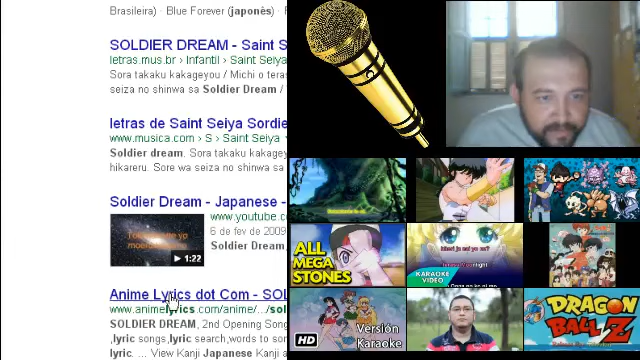 Brasileira) · Blue Forever (japonês)
SOLDIER DREAM - Saint S
letras.mus.br › Infantil › Saint Seiya
Sora takaku kakageyou / Michi o teras
seiza no shinwa sa Soldier Dream /
letras de Saint Seiya Sordie
www.musica.com › S › Saint Seiya
Soldier dream. Sora takaku kakagey
hikareru. Sore wa seiza no shinwa sa
Soldier Dream - Japanese -
www.youtube.c
6 de fev de 2009
Soldier Dream,
1:22
Anime Lyrics dot Com - SOL
www.animelyrics.com/anime/.../sol
SOLDIER DREAM, 2nd Opening Song
,lyric songs,lyric search,words to son
lyric. ... View Kanji Japanese Kanji a
ALL
MEGA
STONES
KARAOKE
VIDEO
HD
Versión
Karaoke
DRAGON
BALL Z